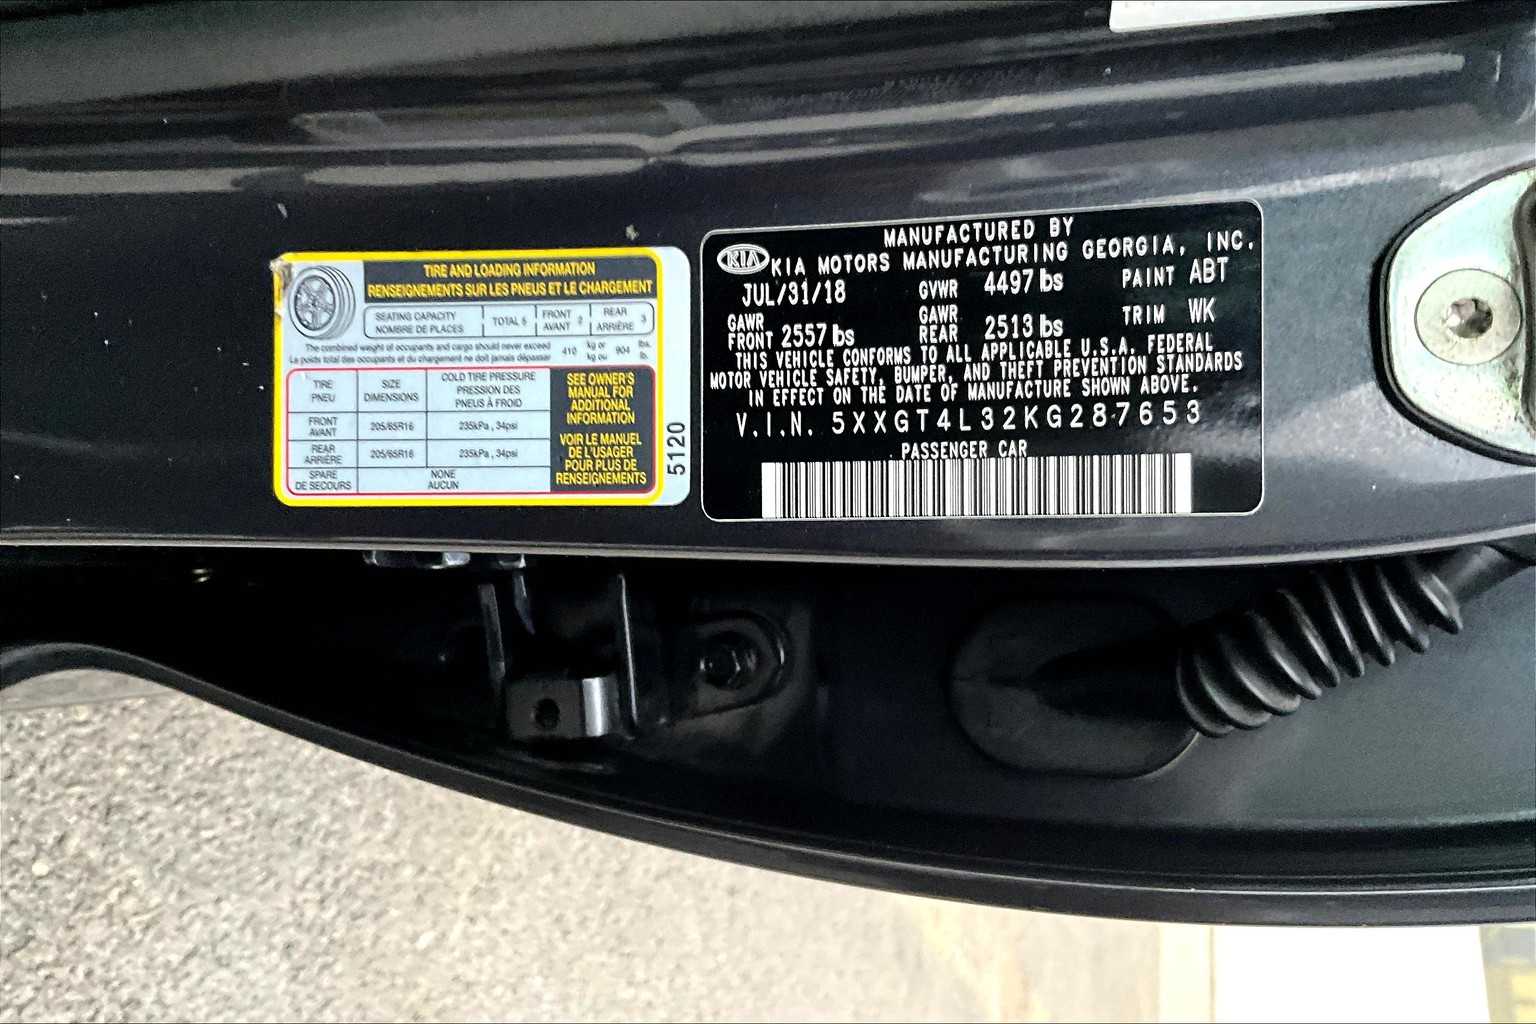 TIRE AND LOADING INFORMATION
RENSEIGNEMENTS SUR LES PNEUS ET LE CHARGEMENT
SEATING CAPACITY
NOMBRE DE PLACES
TOTAL 5
FRONT
AVANT 2
REAR
ARRIÈRE 3
The combined weight of occupants and cargo should never exceed
Le poids total des occupants et du chargement ne doit jamais dépasser
410 kg or
kg ou 904 lbs.
lb.
TIRE
PNEU
SIZE
DIMENSIONS
COLD TIRE PRESSURE
PRESSION DES
PNEUS À FROID
FRONT
AVANT
205/65R16
235kPa , 34psi
REAR
ARRIÈRE
205/65R16
235kPa , 34psi
SPARE
DE SECOURS
NONE
AUCUN
SEE OWNER'S
MANUAL FOR
ADDITIONAL
INFORMATION
VOIR LE MANUEL
DE L'USAGER
POUR PLUS DE
RENSEIGNEMENTS
5120
MANUFACTURED BY
KIA KIA MOTORS MANUFACTURING GEORGIA, INC.
JUL/31/18 GVWR 4497 lbs PAINT ABT
GAWR
FRONT 2557 lbs
GAWR
REAR 2513 lbs
TRIM WK
THIS VEHICLE CONFORMS TO ALL APPLICABLE U.S.A. FEDERAL
MOTOR VEHICLE SAFETY, BUMPER, AND THEFT PREVENTION STANDARDS
IN EFFECT ON THE DATE OF MANUFACTURE SHOWN ABOVE.
V.I.N. 5XXGT4L32KG287653
PASSENGER CAR